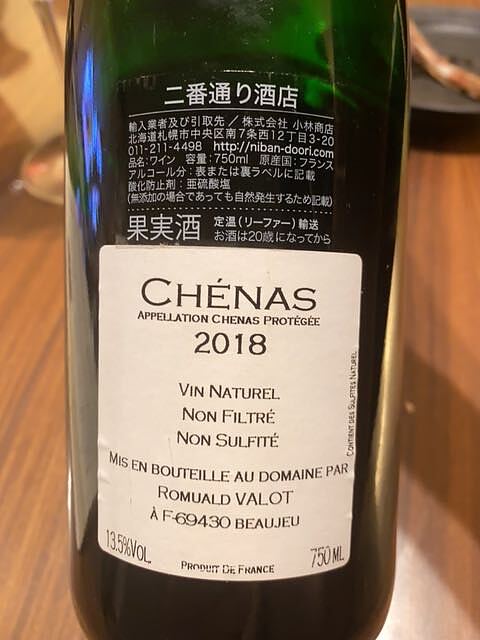 二番通り酒店
輸入業者及び引取先／株式会社 小林商店
北海道札幌市中央区南7条西12丁目3-20
011-211-4498 http://niban-doori.com
品名:ワイン 容量:750ml 原産国:フランス
アルコール分:表または裏ラベルに記載
酸化防止剤:亜硫酸塩
(無添加の場合であっても自然発生するため記載)
果実酒 定温(リーファー)輸送
お酒は20歳になってから
CHÉNAS
APPELLATION CHENAS PROTÉGÉE
2018
VIN NATUREL
NON FILTRÉ
NON SULFITÉ
CONTIENT DES SULFITES NATUREL
MIS EN BOUTEILLE AU DOMAINE PAR
ROMUALD VALOT
À F-69430 BEAUJEU
13.5%VOL. 750 ML
PRODUIT DE FRANCE